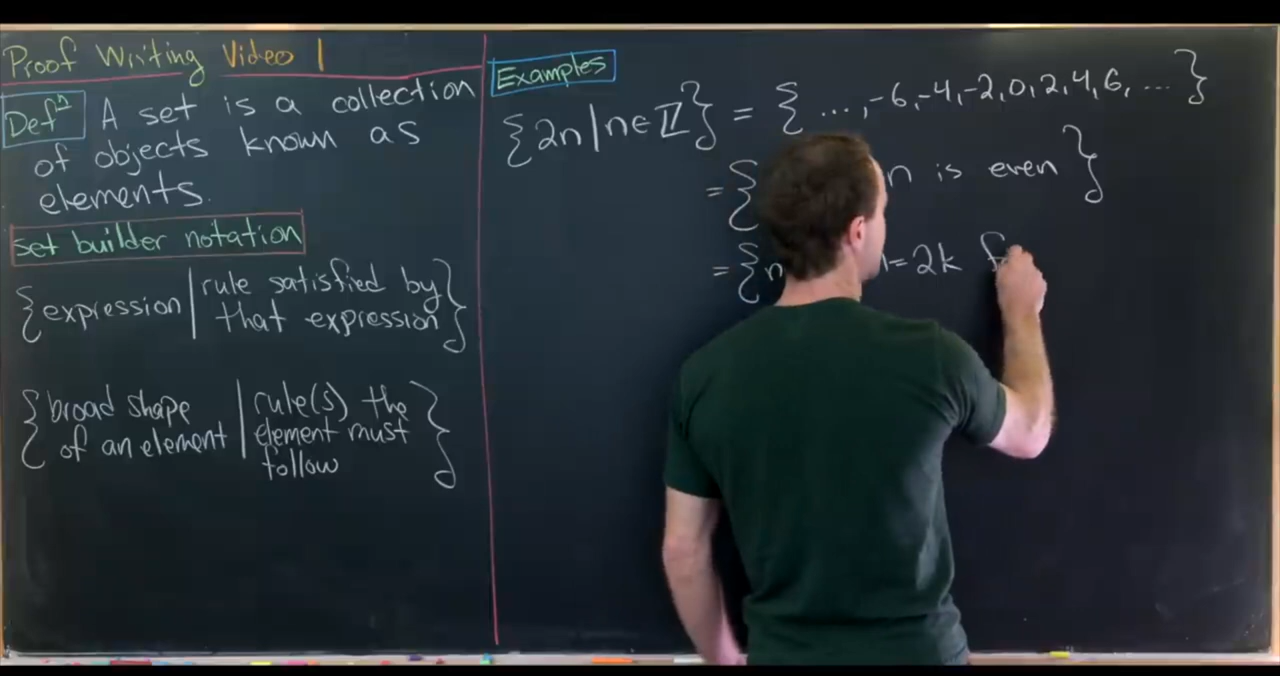 Proof Writing Video 1
Defⁿ A set is a collection
of objects known as
elements.
set builder notation
{expression | rule satisfied by
that expression}
{broad shape
of an element | rule(s) the
element must
follow}
Examples
{2n | n ∈ ℤ} = { ..., -6, -4, -2, 0, 2, 4, 6, ... }
= { n is even }
= {n = 2k